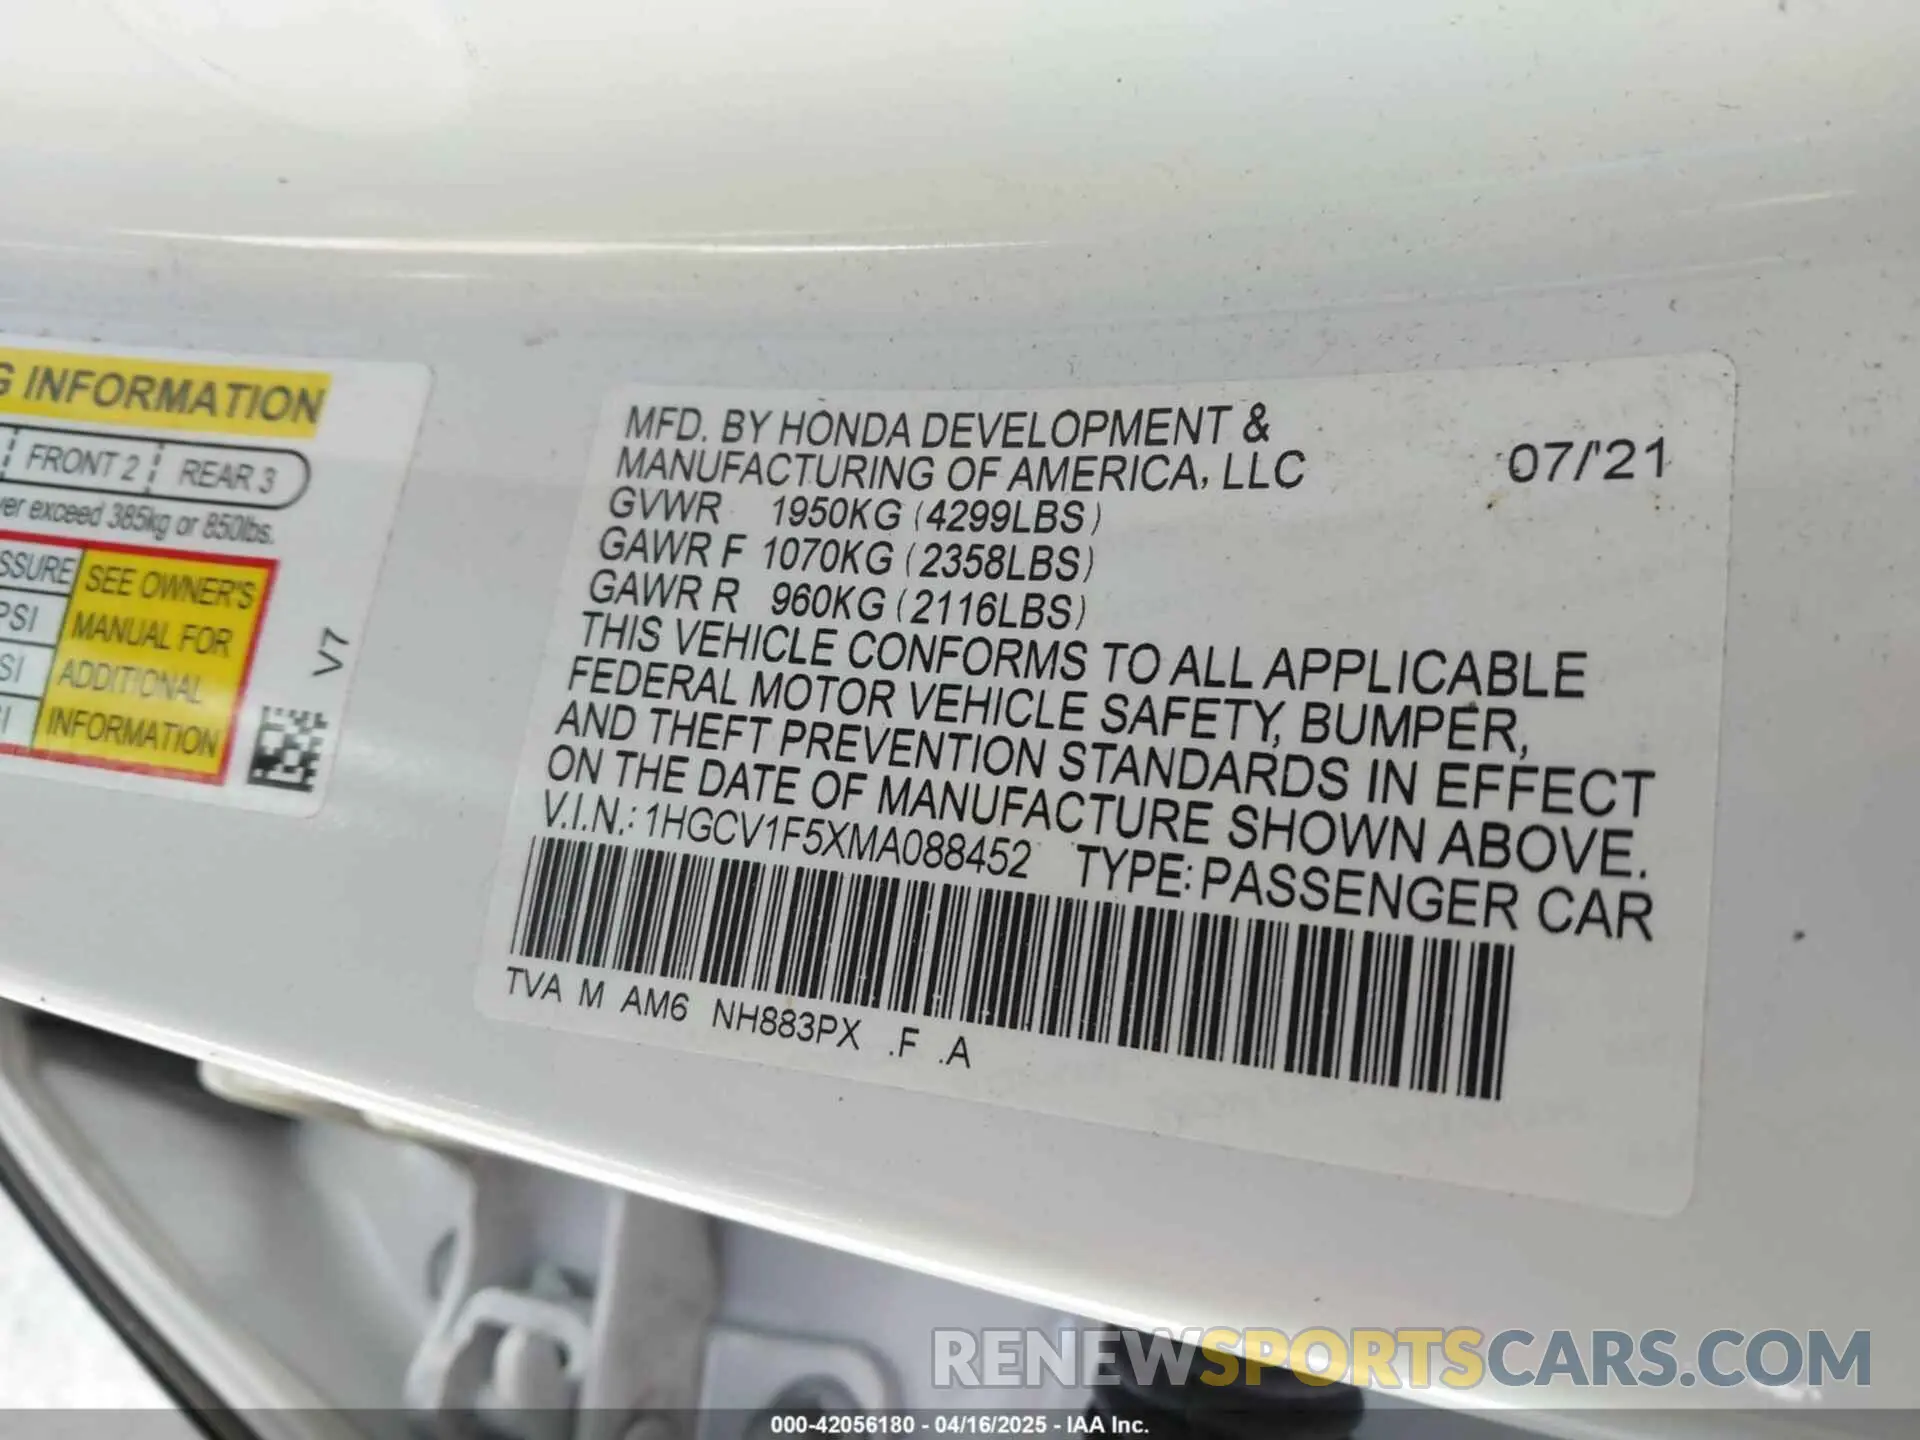 G INFORMATION
FRONT 2 REAR 3
ver exceed 385kg or 850lbs.
SSURE
PSI
SI
SEE OWNER'S
MANUAL FOR
ADDITIONAL
INFORMATION
V7
MFD. BY HONDA DEVELOPMENT &
MANUFACTURING OF AMERICA, LLC 07/'21
GVWR 1950KG (4299LBS)
GAWR F 1070KG (2358LBS)
GAWR R 960KG (2116LBS)
THIS VEHICLE CONFORMS TO ALL APPLICABLE
FEDERAL MOTOR VEHICLE SAFETY, BUMPER,
AND THEFT PREVENTION STANDARDS IN EFFECT
ON THE DATE OF MANUFACTURE SHOWN ABOVE.
V.I.N.: 1HGCV1F5XMA088452 TYPE: PASSENGER CAR
TVA M AM6 NH883PX .F .A
RENEWSPORTSCARS.COM
000-42056180 - 04/16/2025 - IAA Inc.